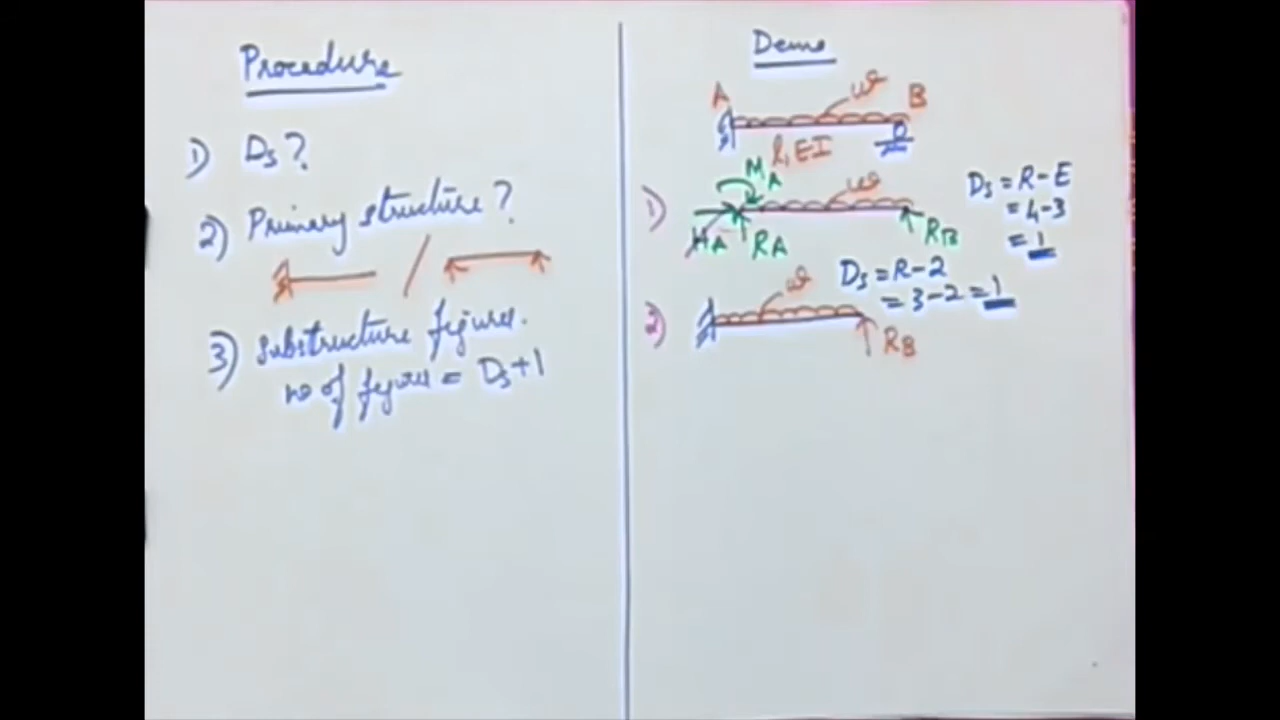 Procedure
1) Ds?
2) Primary structure?
3) Substructure figures.
no of figures = Ds+1
Demo
A w B
l, EI
MA
1) w
HA RA RB
Ds = R-E
= 4-3
= 1
Ds = R-2
= 3-2 = 1
2) w
RB